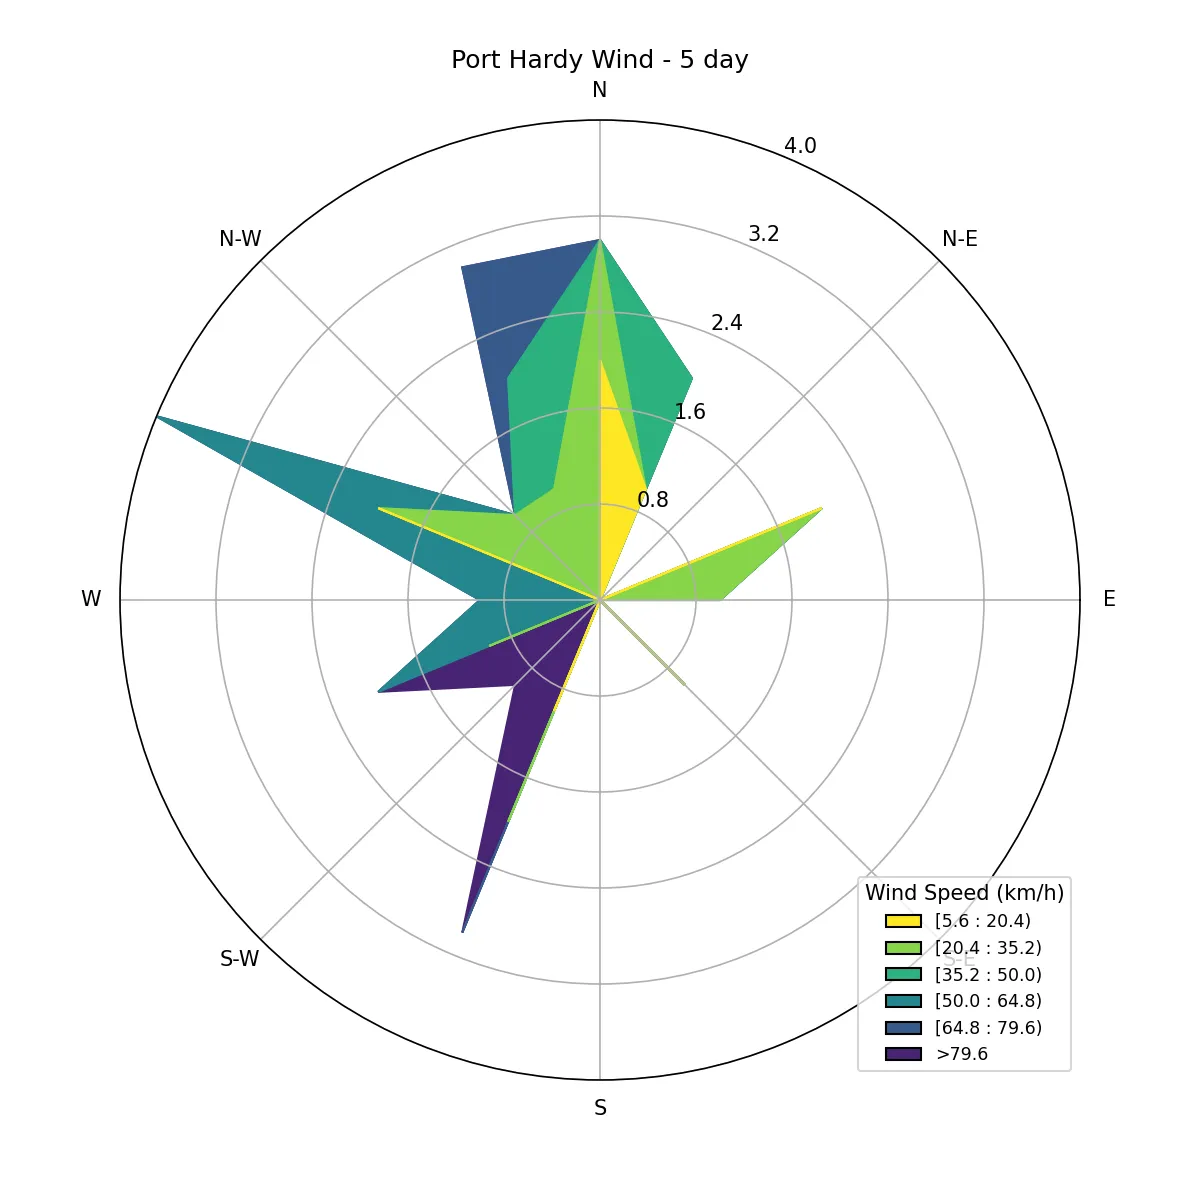 Port Hardy Wind - 5 day
N
4.0
N-W
3.2
N-E
2.4
1.6
0.8
W
E
S-W
S-E
S
Wind Speed (km/h)
[5.6 : 20.4)
[20.4 : 35.2)
[35.2 : 50.0)
[50.0 : 64.8)
[64.8 : 79.6)
>79.6